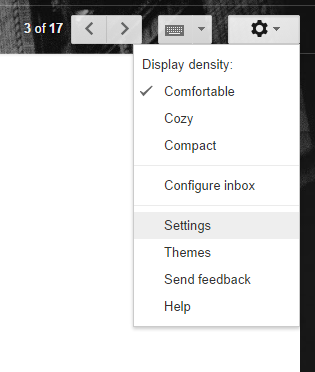 3 of 17
Display density:
Comfortable
Cozy
Compact
Configure inbox
Settings
Themes
Send feedback
Help